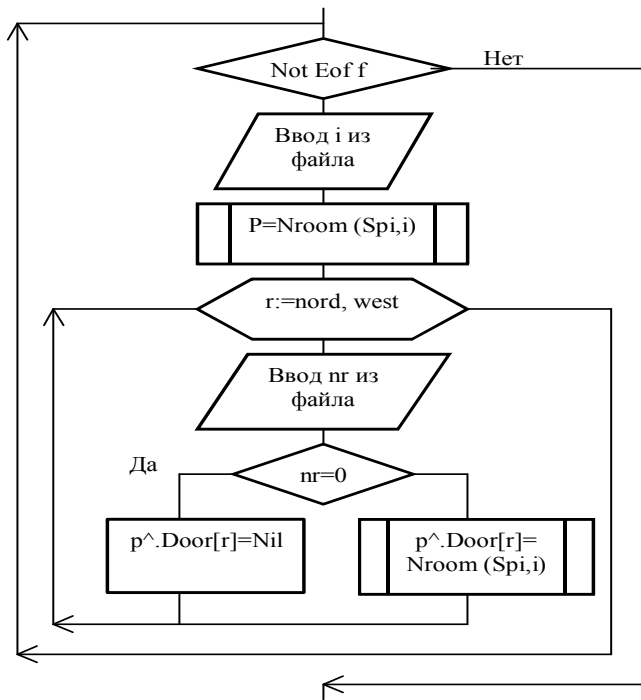 Not Eof f
Нет
Ввод i из
файла
P=Nroom (Spi,i)
r:=nord, west
Ввод nr из
файла
Да
nr=0
p^.Door[r]=Nil
p^.Door[r]=
Nroom (Spi,i)